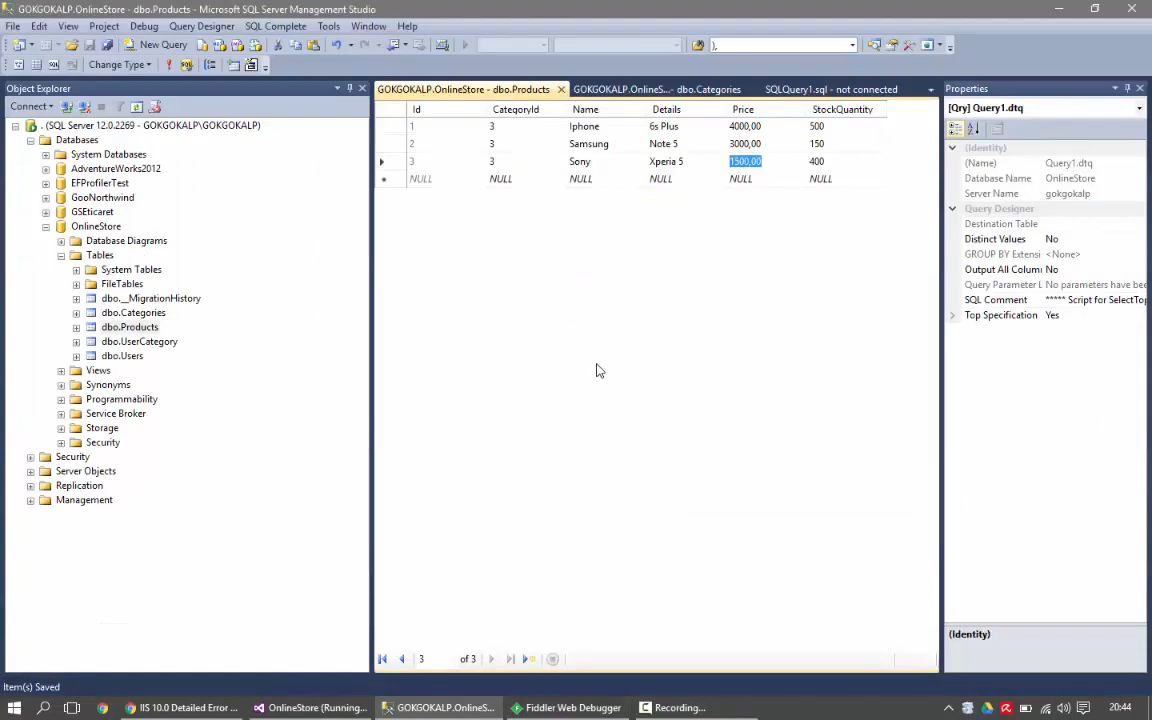 GOKGOKALP.OnlineStore - dbo.Products - Microsoft SQL Server Management Studio
File Edit View Project Debug Query Designer SQL Complete Tools Window Help
New Query ),
Change Type
Object Explorer
Connect
. (SQL Server 12.0.2269 - GOKGOKALP\GOKGOKALP)
Databases
System Databases
AdventureWorks2012
EFProfilerTest
GooNorthwind
GSEticaret
OnlineStore
Database Diagrams
Tables
System Tables
FileTables
dbo.__MigrationHistory
dbo.Categories
dbo.Products
dbo.UserCategory
dbo.Users
Views
Synonyms
Programmability
Service Broker
Storage
Security
Security
Server Objects
Replication
Management
GOKGOKALP.OnlineStore - dbo.Products GOKGOKALP.OnlineS... - dbo.Categories SQLQuery1.sql - not connected
Id CategoryId Name Details Price StockQuantity
1 3 Iphone 6s Plus 4000,00 500
2 3 Samsung Note 5 3000,00 150
3 3 Sony Xperia 5 1500,00 400
NULL NULL NULL NULL NULL NULL
3 of 3
Properties
[Qry] Query1.dtq
(Identity)
(Name) Query1.dtq
Database Name OnlineStore
Server Name gokgokalp
Query Designer
Destination Table
Distinct Values No
GROUP BY Extensi <None>
Output All Colum No
Query Parameter L No parameters have bee
SQL Comment ***** Script for SelectTop
Top Specification Yes
(Identity)
Item(s) Saved
IIS 10.0 Detailed Error ... OnlineStore (Running... GOKGOKALP.OnlineS... Fiddler Web Debugger Recording... 20:44